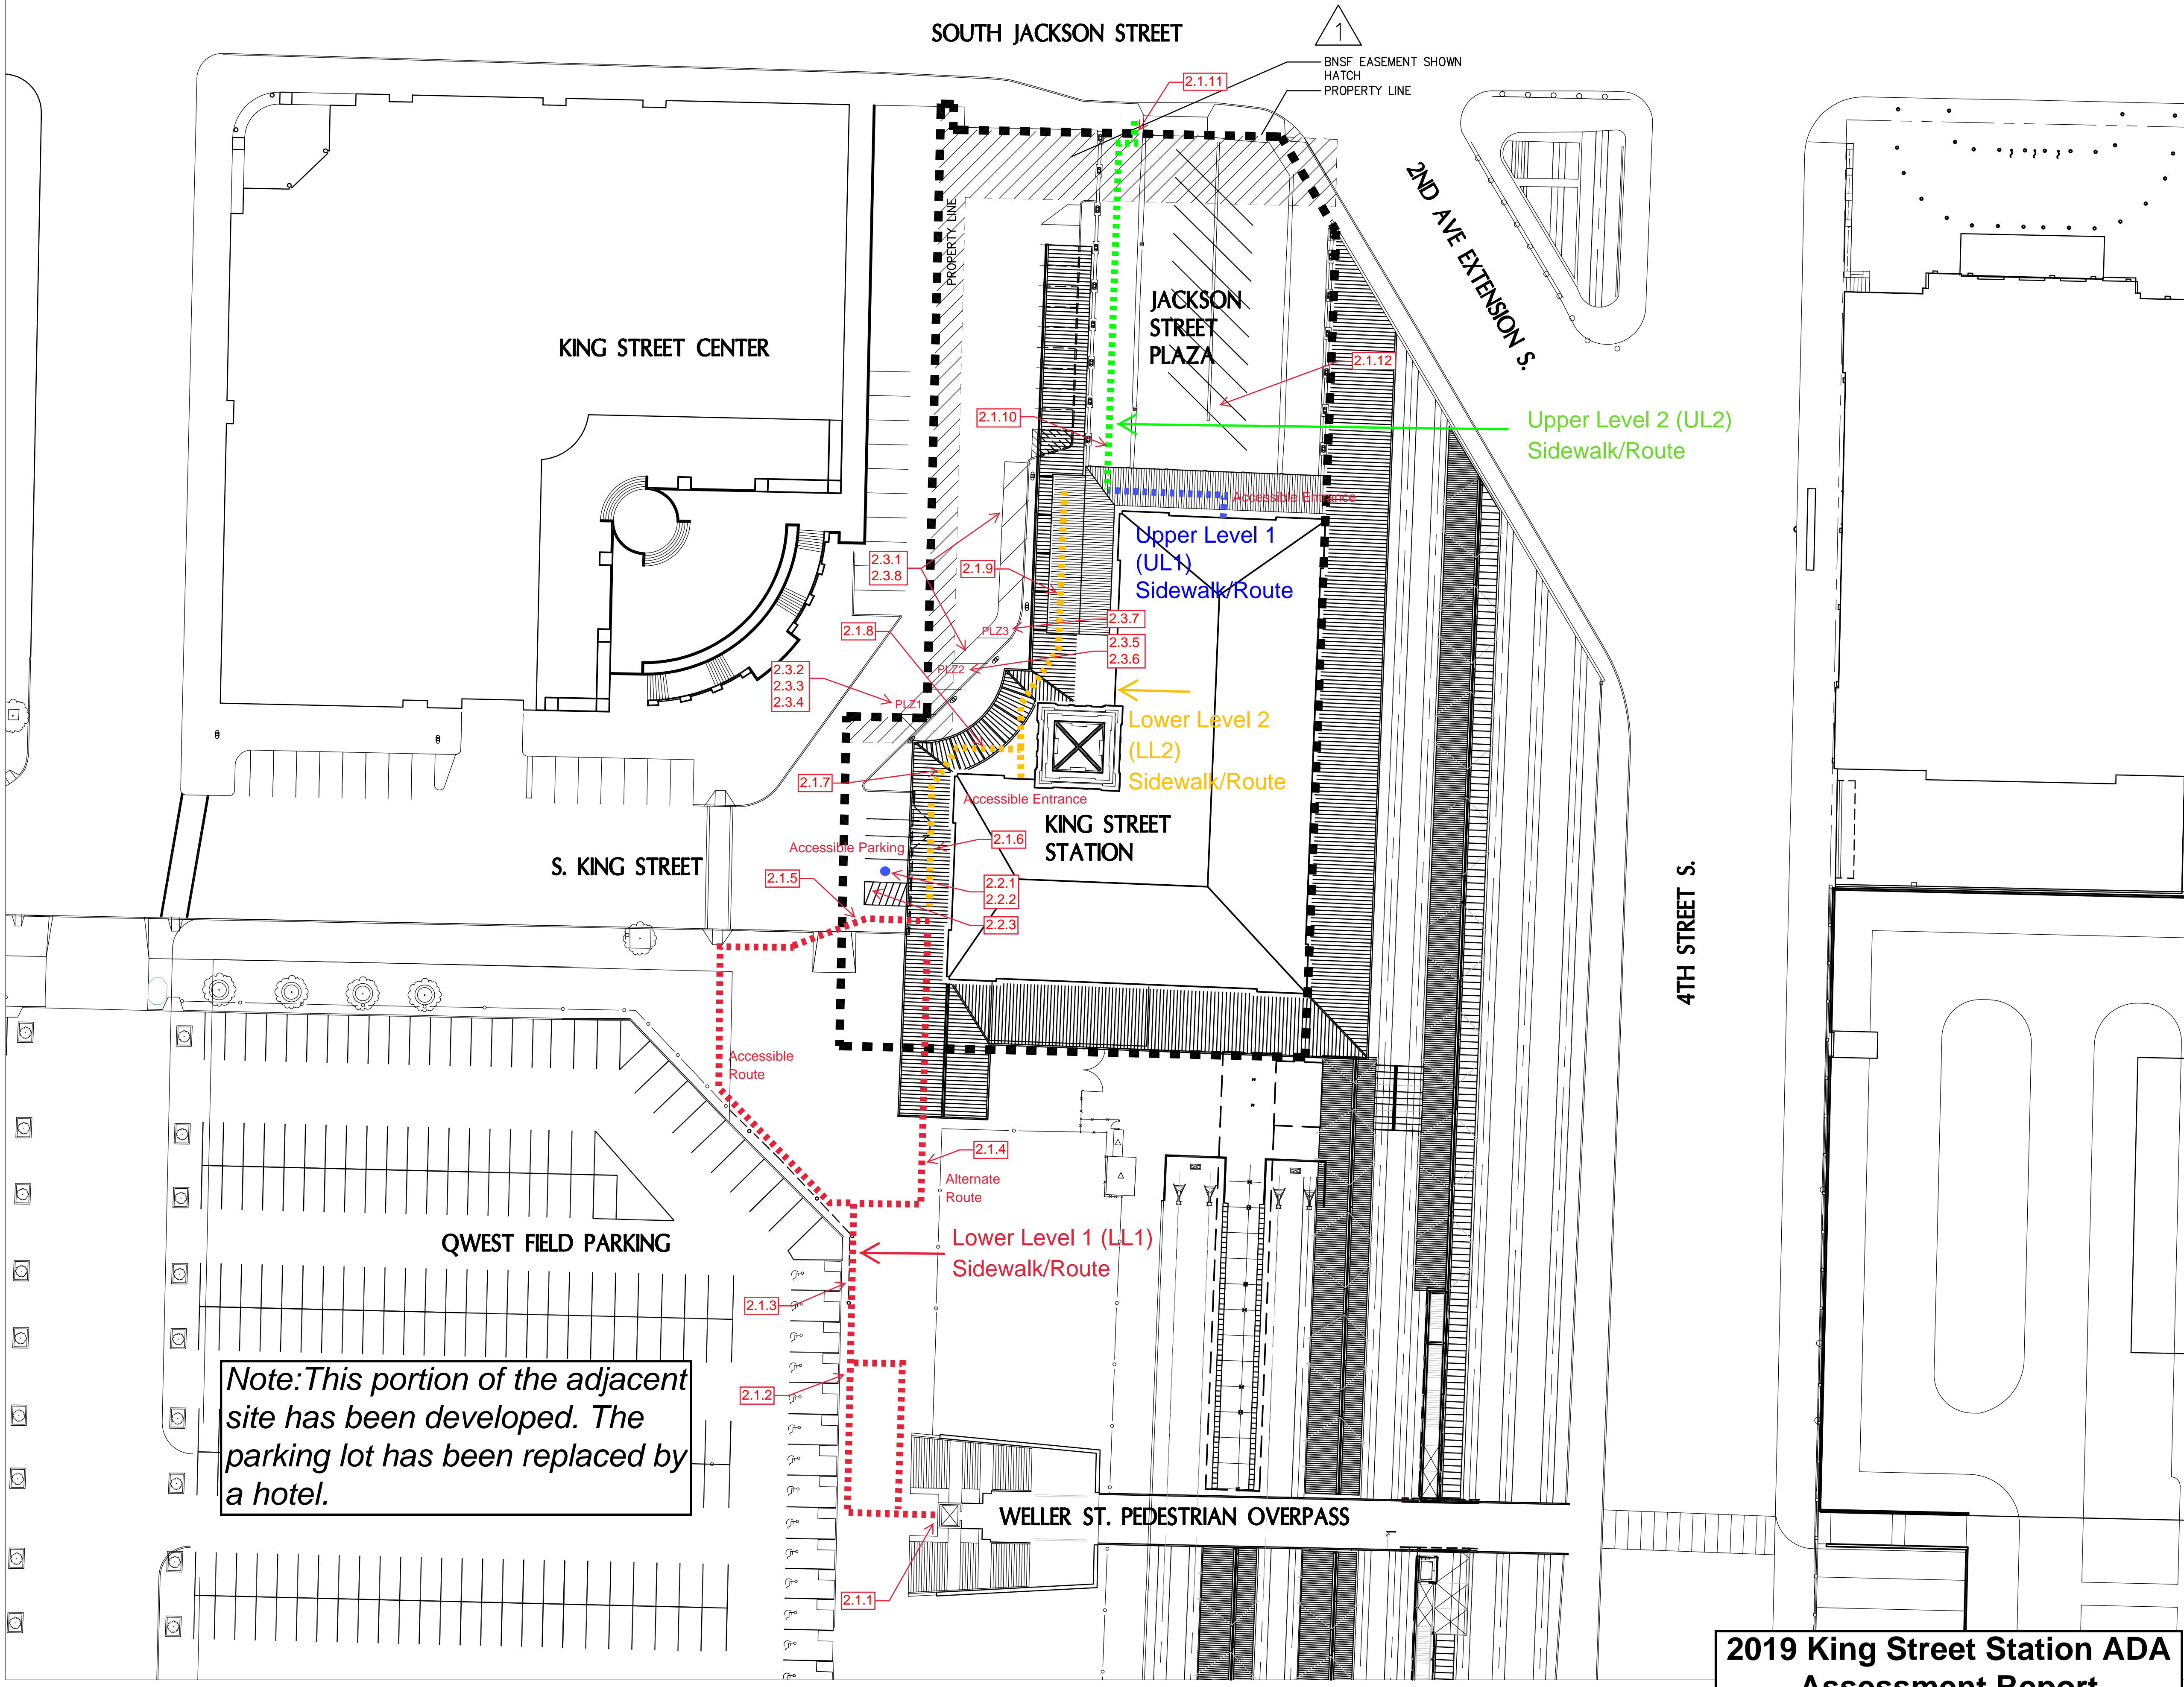 SOUTH JACKSON STREET
1
BNSF EASEMENT SHOWN
HATCH
PROPERTY LINE
2.1.11
2ND AVE EXTENSION S.
PROPERTY LINE
JACKSON
STREET
PLAZA
KING STREET CENTER
2.1.12
2.1.10
Upper Level 2 (UL2)
Sidewalk/Route
Accessible Entrance
Upper Level 1
(UL1)
Sidewalk/Route
2.3.1
2.3.8
2.1.9
2.1.8
PLZ3
2.3.7
2.3.5
2.3.6
PLZ2
2.3.2
2.3.3
2.3.4
PLZ1
Lower Level 2
(LL2)
Sidewalk/Route
2.1.7
Accessible Entrance
KING STREET
STATION
2.1.6
Accessible Parking
S. KING STREET
2.1.5
2.2.1
2.2.2
2.2.3
4TH STREET S.
Accessible
Route
2.1.4
Alternate
Route
QWEST FIELD PARKING
Lower Level 1 (LL1)
Sidewalk/Route
2.1.3
2.1.2
Note:This portion of the adjacent
site has been developed. The
parking lot has been replaced by
a hotel.
WELLER ST. PEDESTRIAN OVERPASS
2.1.1
2019 King Street Station ADA
Assessment Report